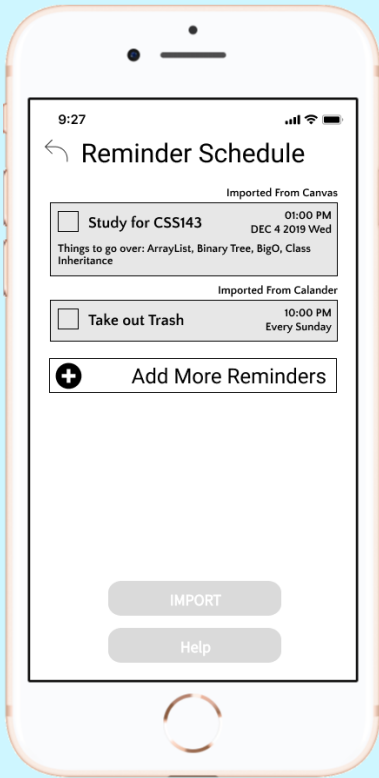 9:27
Reminder Schedule
Imported From Canvas
Study for CSS143
01:00 PM
DEC 4 2019 Wed
Things to go over: ArrayList, Binary Tree, BigO, Class
Inheritance
Imported From Calander
Take out Trash
10:00 PM
Every Sunday
Add More Reminders
IMPORT
Help